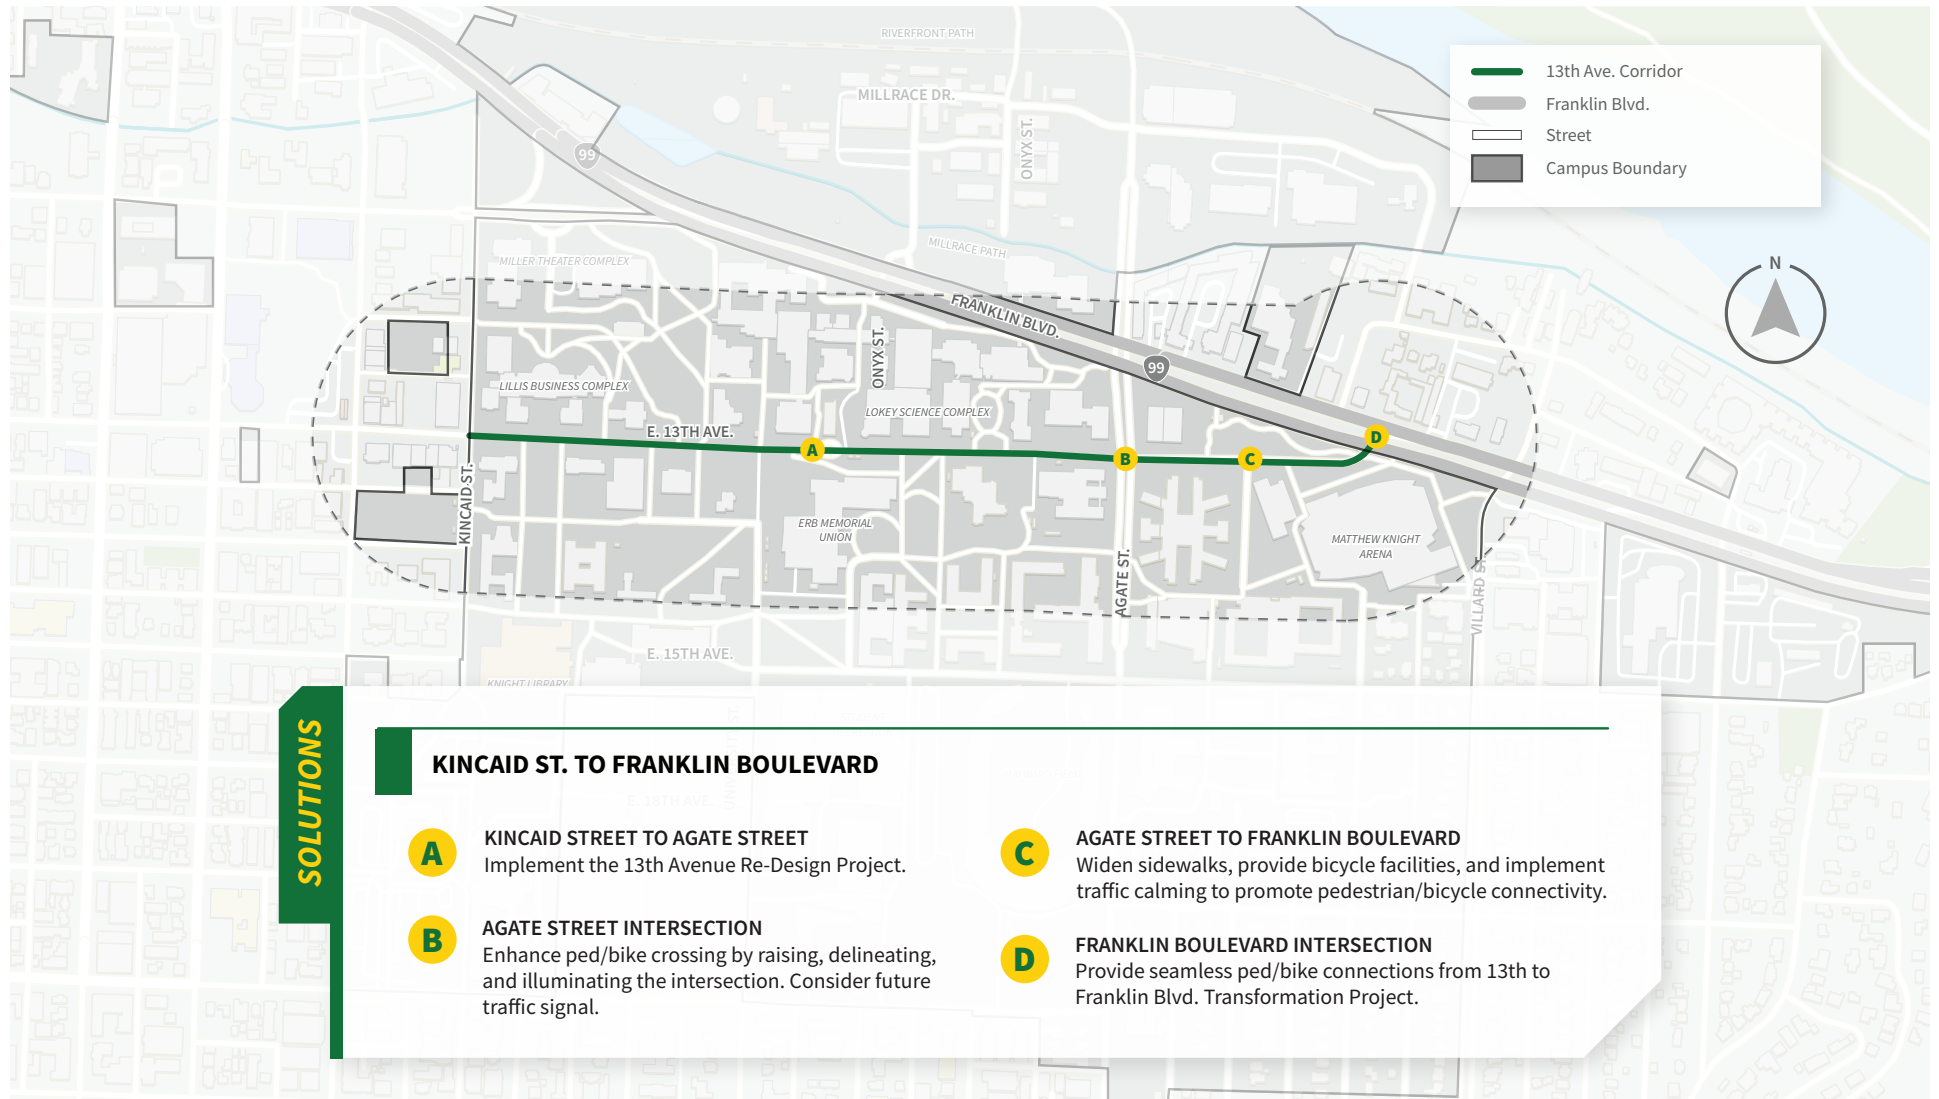 RIVERFRONT PATH
MILLRACE DR.
ONYX ST.
99
MILLRACE PATH
13th Ave. Corridor
Franklin Blvd.
Street
Campus Boundary
N
MILLER THEATER COMPLEX
FRANKLIN BLVD.
99
ONYX ST.
LILLIS BUSINESS COMPLEX
LOKEY SCIENCE COMPLEX
E. 13TH AVE.
A
B
C
D
KINCAID ST.
ERB MEMORIAL
UNION
MATTHEW KNIGHT
ARENA
AGATE ST.
VILLARD ST.
E. 15TH AVE.
KNIGHT LIBRARY
SOLUTIONS
KINCAID ST. TO FRANKLIN BOULEVARD
A
KINCAID STREET TO AGATE STREET
Implement the 13th Avenue Re-Design Project.
B
AGATE STREET INTERSECTION
Enhance ped/bike crossing by raising, delineating,
and illuminating the intersection. Consider future
traffic signal.
C
AGATE STREET TO FRANKLIN BOULEVARD
Widen sidewalks, provide bicycle facilities, and implement
traffic calming to promote pedestrian/bicycle connectivity.
D
FRANKLIN BOULEVARD INTERSECTION
Provide seamless ped/bike connections from 13th to
Franklin Blvd. Transformation Project.